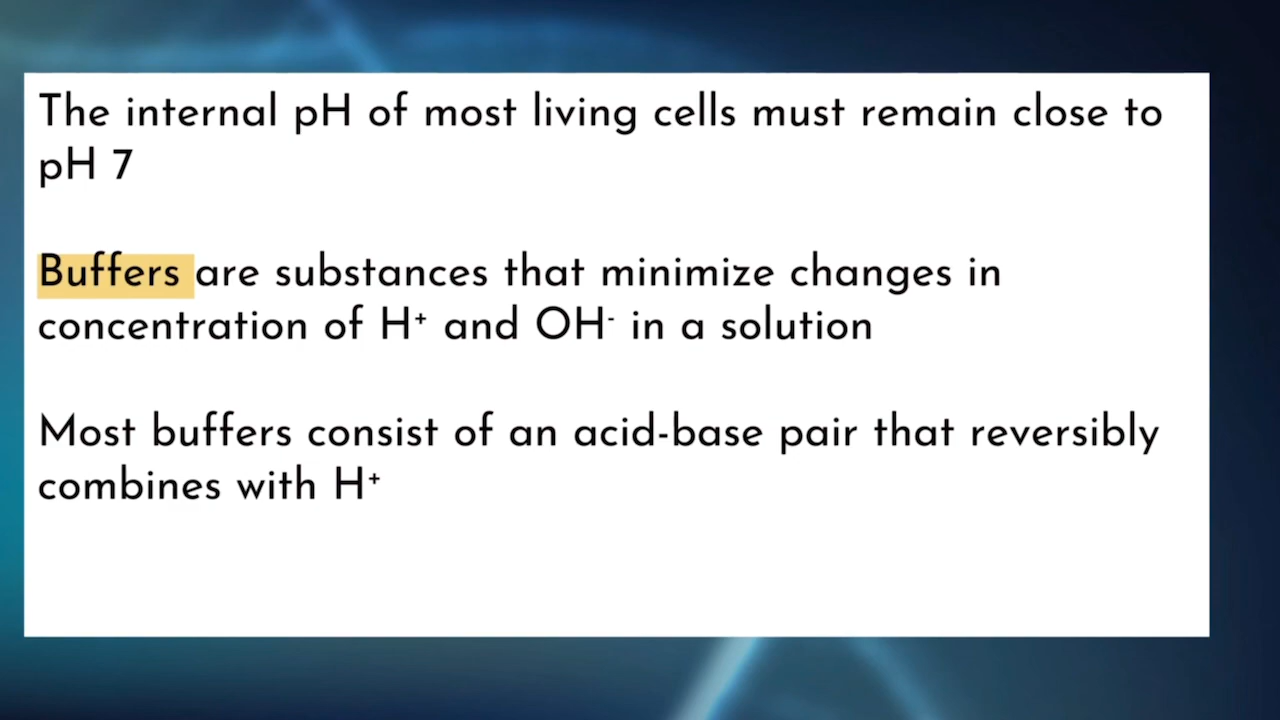 The internal pH of most living cells must remain close to
pH 7
Buffers are substances that minimize changes in
concentration of H⁺ and OH⁻ in a solution
Most buffers consist of an acid-base pair that reversibly
combines with H⁺